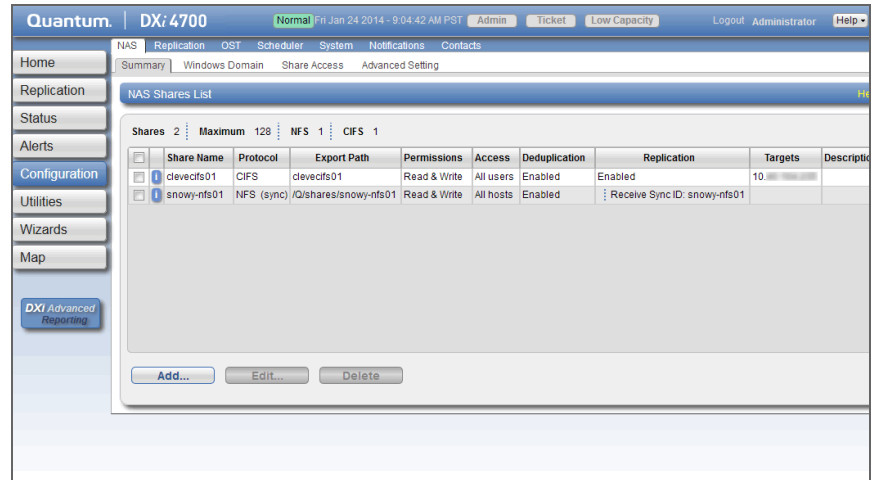 Quantum. DXi 4700 Normal Fri Jan 24 2014 - 9:04:42 AM PST Admin Ticket Low Capacity Logout Administrator Help
NAS Replication OST Scheduler System Notifications Contacts
Summary Windows Domain Share Access Advanced Setting
Home
Replication
Status
Alerts
Configuration
Utilities
Wizards
Map
DXi Advanced
Reporting
NAS Shares List He
Shares 2 Maximum 128 NFS 1 CIFS 1
Share Name Protocol Export Path Permissions Access Deduplication Replication Targets Descriptio
clevecifs01 CIFS clevecifs01 Read & Write All users Enabled Enabled 10.
snowy-nfs01 NFS (sync) /Q/shares/snowy-nfs01 Read & Write All hosts Enabled Receive Sync ID: snowy-nfs01
Add... Edit... Delete